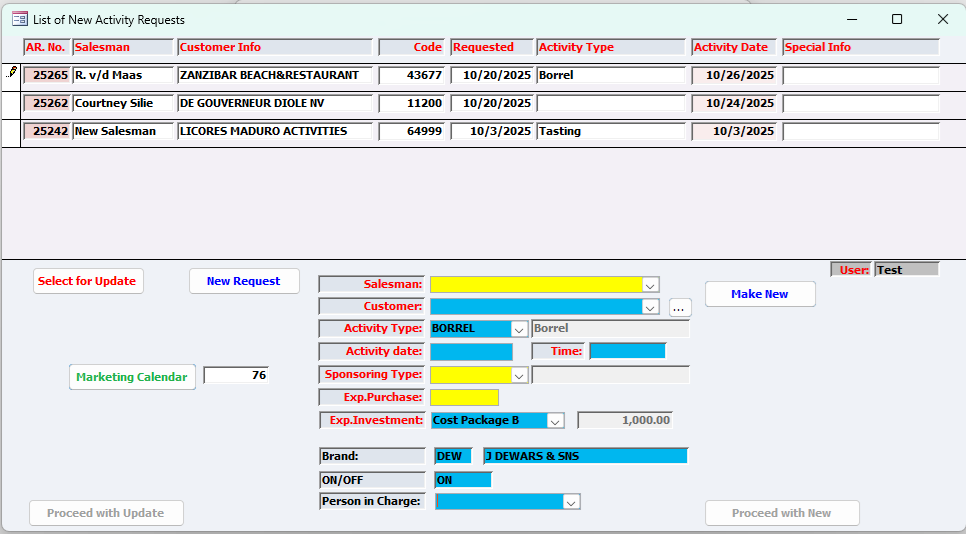 List of New Activity Requests
AR. No. Salesman Customer Info Code Requested Activity Type Activity Date Special Info
25265 R. v/d Maas ZANZIBAR BEACH&RESTAURANT 43677 10/20/2025 Borrel 10/26/2025
25262 Courtney Silie DE GOUVERNEUR DIOLE NV 11200 10/20/2025 10/24/2025
25242 New Salesman LICORES MADURO ACTIVITIES 64999 10/3/2025 Tasting 10/3/2025
User: Test
Select for Update New Request Salesman: Make New
Customer: ...
Activity Type: BORREL Borrel
Activity date: Time:
Marketing Calendar 76 Sponsoring Type:
Exp.Purchase:
Exp.Investment: Cost Package B 1,000.00
Brand: DEW J DEWARS & SNS
ON/OFF ON
Person in Charge:
Proceed with Update Proceed with New